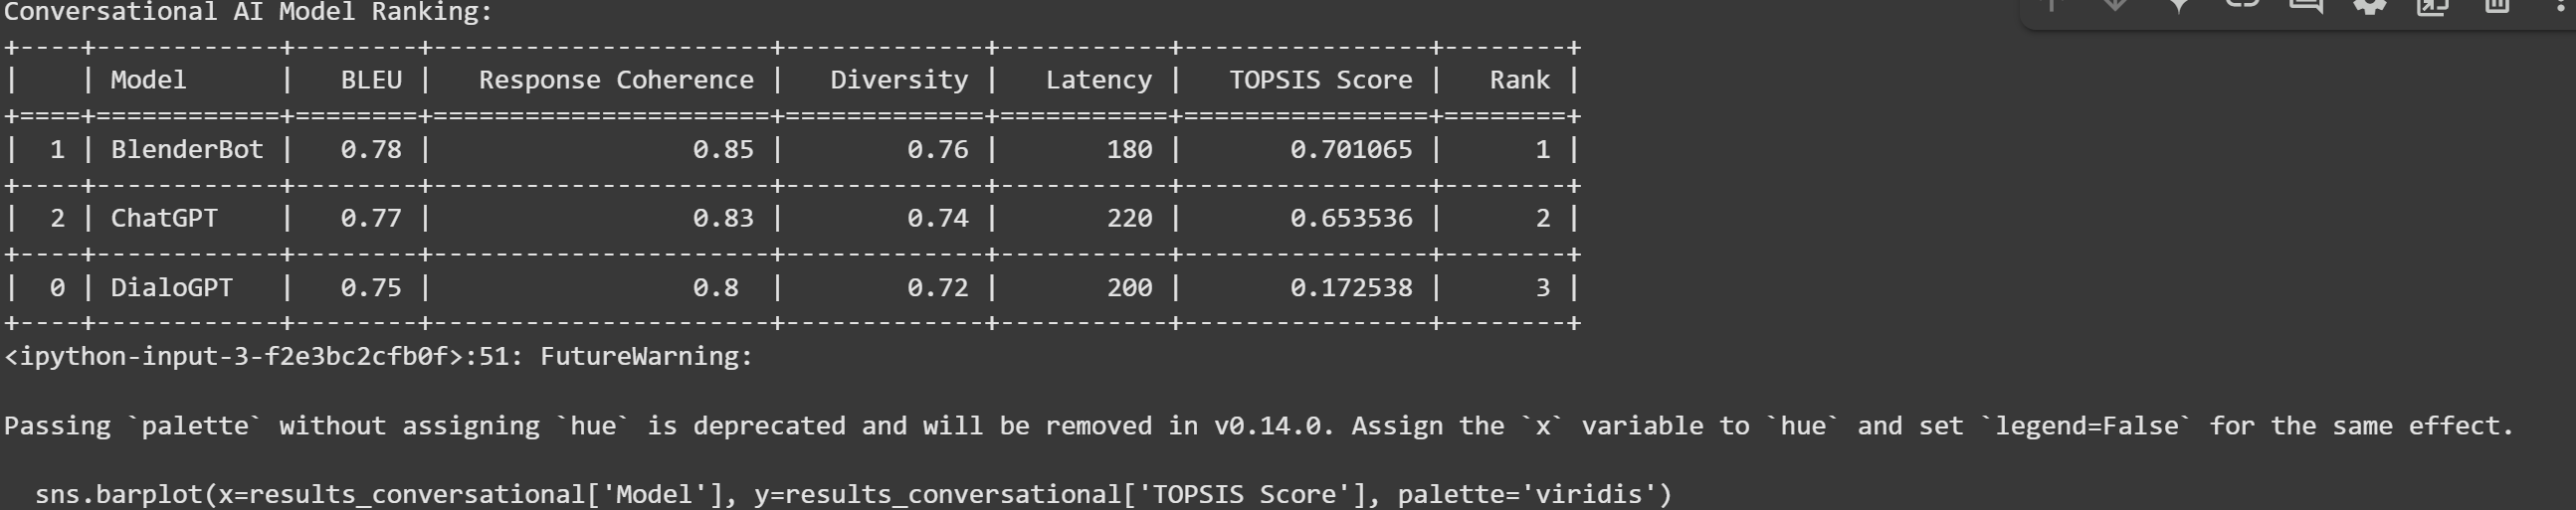 Conversational AI Model Ranking:
+----+------------+--------+----------------------+-------------+-----------+----------------+--------+
|    | Model      |   BLEU |   Response Coherence |   Diversity |   Latency |   TOPSIS Score |   Rank |
+====+============+========+======================+=============+===========+================+========+
|  1 | BlenderBot |   0.78 |                 0.85 |        0.76 |       180 |       0.701065 |      1 |
+----+------------+--------+----------------------+-------------+-----------+----------------+--------+
|  2 | ChatGPT    |   0.77 |                 0.83 |        0.74 |       220 |       0.653536 |      2 |
+----+------------+--------+----------------------+-------------+-----------+----------------+--------+
|  0 | DialoGPT   |   0.75 |                 0.8  |        0.72 |       200 |       0.172538 |      3 |
+----+------------+--------+----------------------+-------------+-----------+----------------+--------+
<ipython-input-3-f2e3bc2cfb0f>:51: FutureWarning:
Passing `palette` without assigning `hue` is deprecated and will be removed in v0.14.0. Assign the `x` variable to `hue` and set `legend=False` for the same effect.
  sns.barplot(x=results_conversational['Model'], y=results_conversational['TOPSIS Score'], palette='viridis')